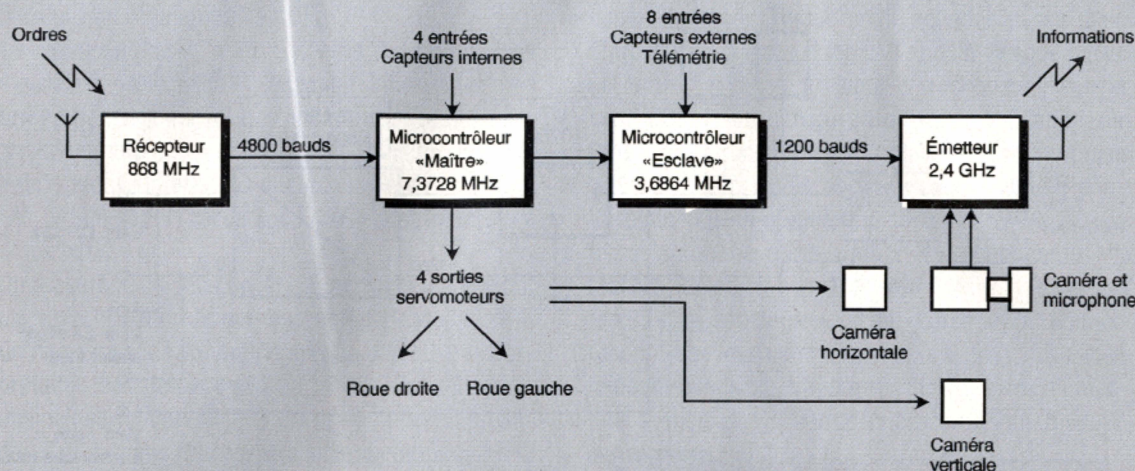 Ordres
4 entrées
Capteurs internes
8 entrées
Capteurs externes
Télémétrie
Informations
Récepteur
868 MHz
4800 bauds
Microcontrôleur
«Maître»
7,3728 MHz
Microcontrôleur
«Esclave»
3,6864 MHz
1200 bauds
Émetteur
2,4 GHz
4 sorties
servomoteurs
Roue droite
Roue gauche
Caméra
horizontale
Caméra et
microphone
Caméra
verticale